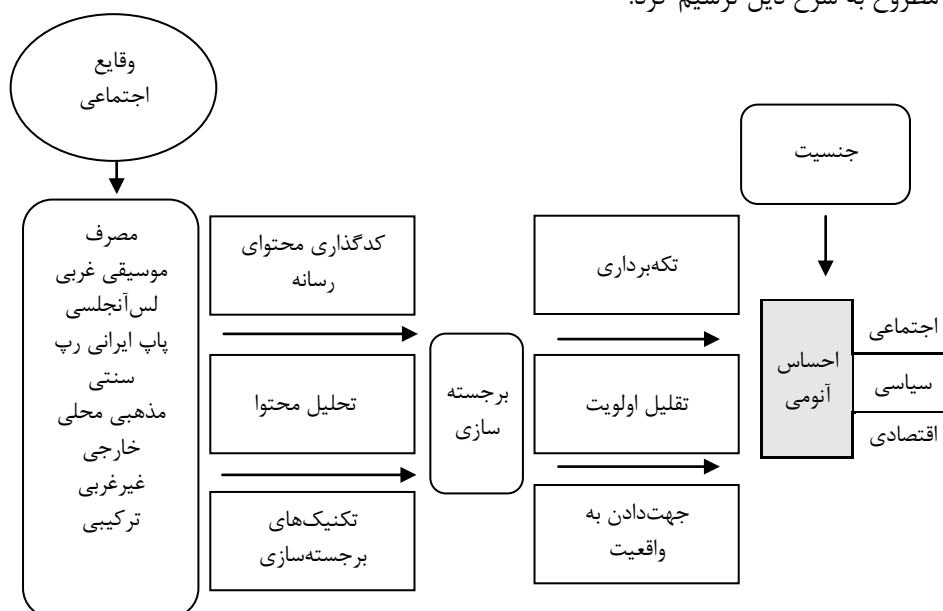 مطروح به شرح ذیل ترسیم کرد:
وقایع
اجتماعی
جنسیت
مصرف
موسیقی غربی
لس‌آنجلسی
پاپ ایرانی رپ
سنتی
مذهبی محلی
خارجی
غیرغربی
ترکیبی
کدگذاری محتوای
رسانه
تحلیل محتوا
تکنیک‌های
برجسته‌سازی
برجسته
سازی
تکه‌برداری
تقلیل اولویت
جهت‌دادن به
واقعیت
احساس
آنومی
اجتماعی
سیاسی
اقتصادی